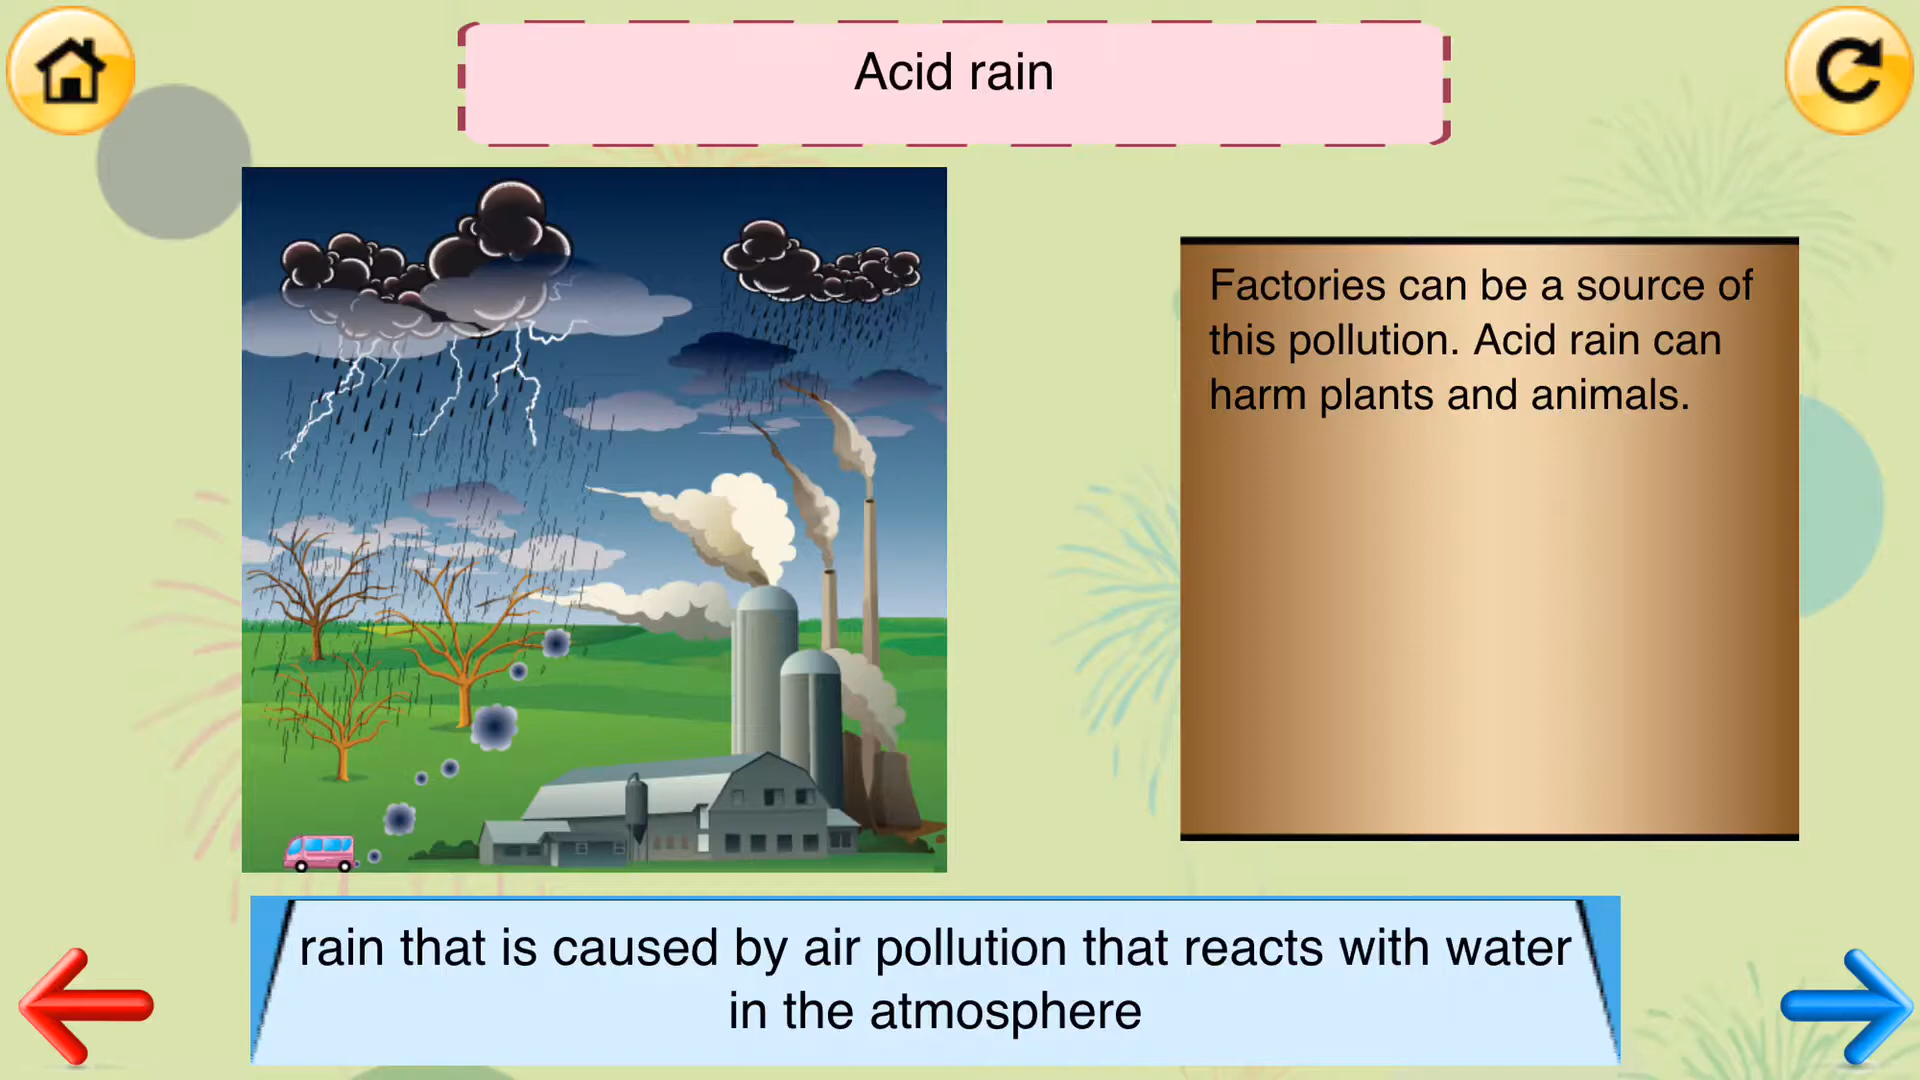 Acid rain
Factories can be a source of
this pollution. Acid rain can
harm plants and animals.
rain that is caused by air pollution that reacts with water
in the atmosphere